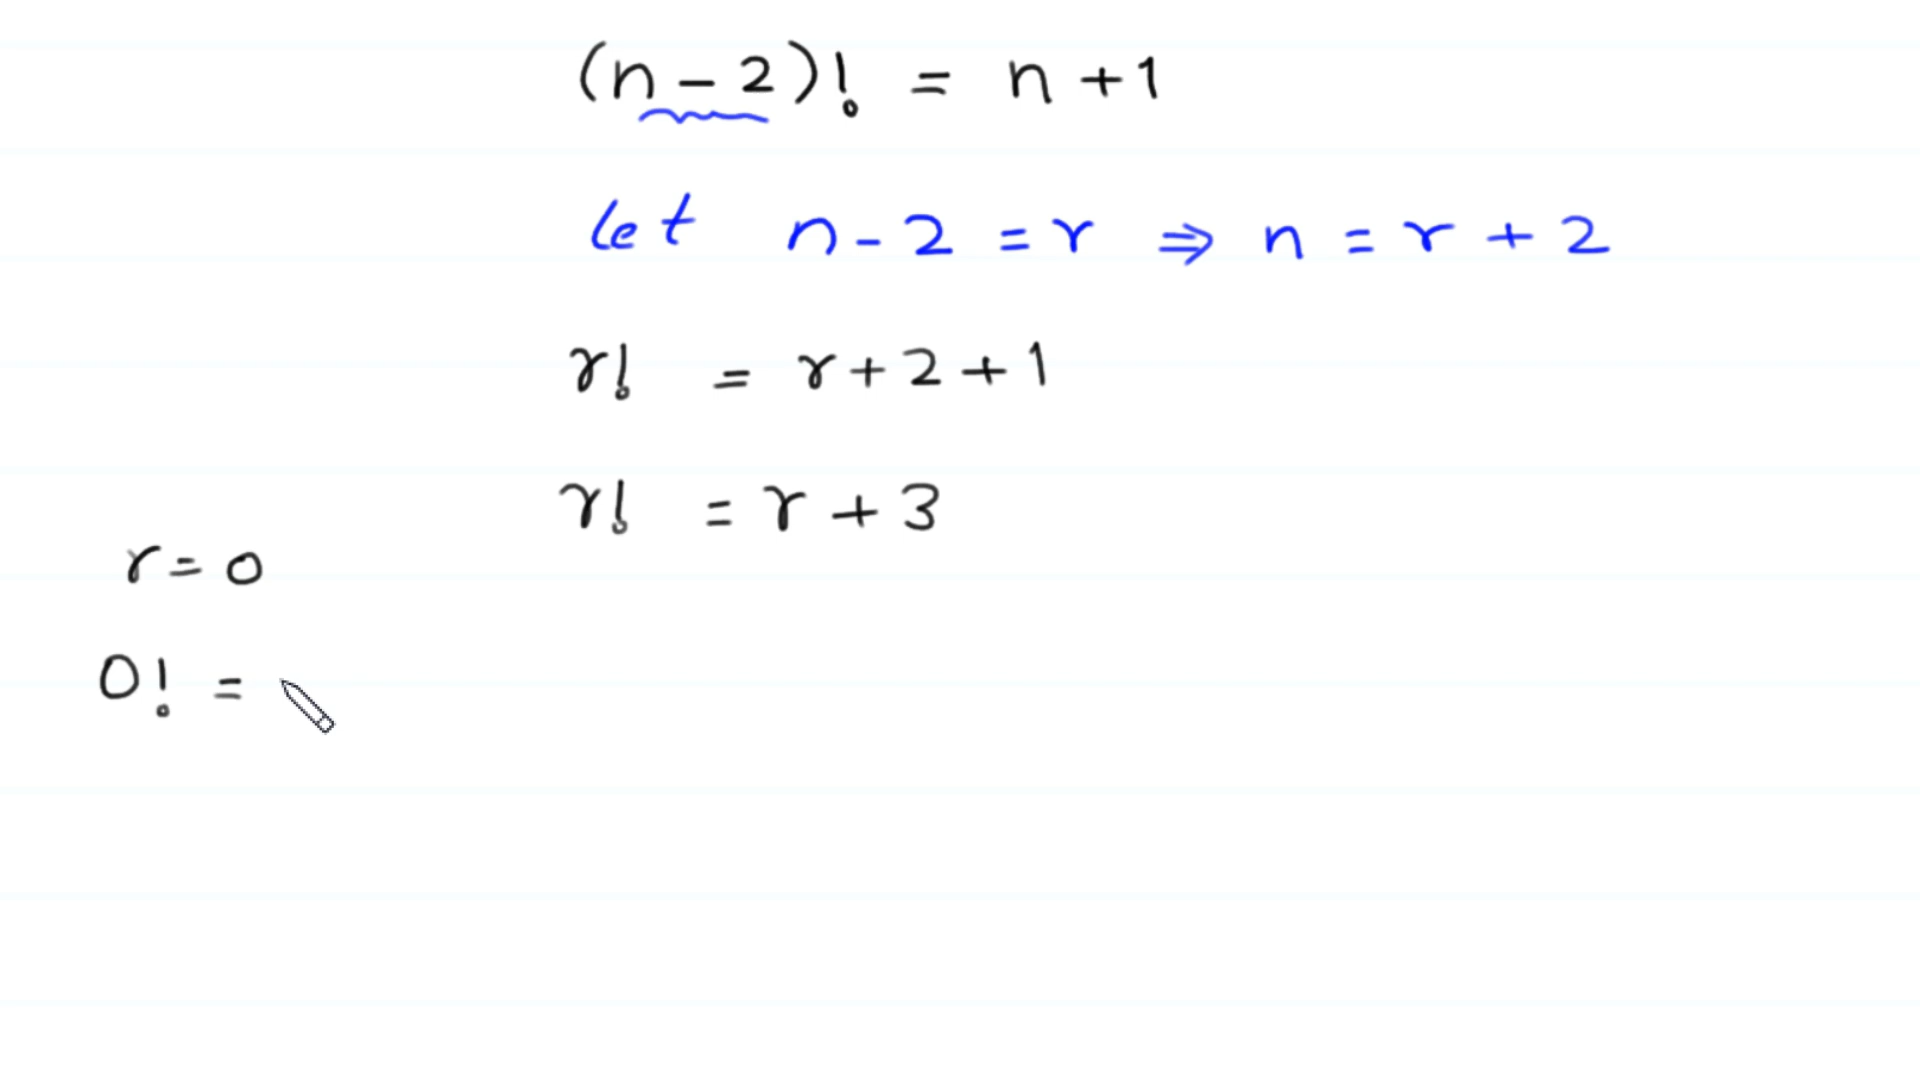 (n - 2)! = n + 1
let n - 2 = r ⇒ n = r + 2
r! = r + 2 + 1
r! = r + 3
r = 0
0! =